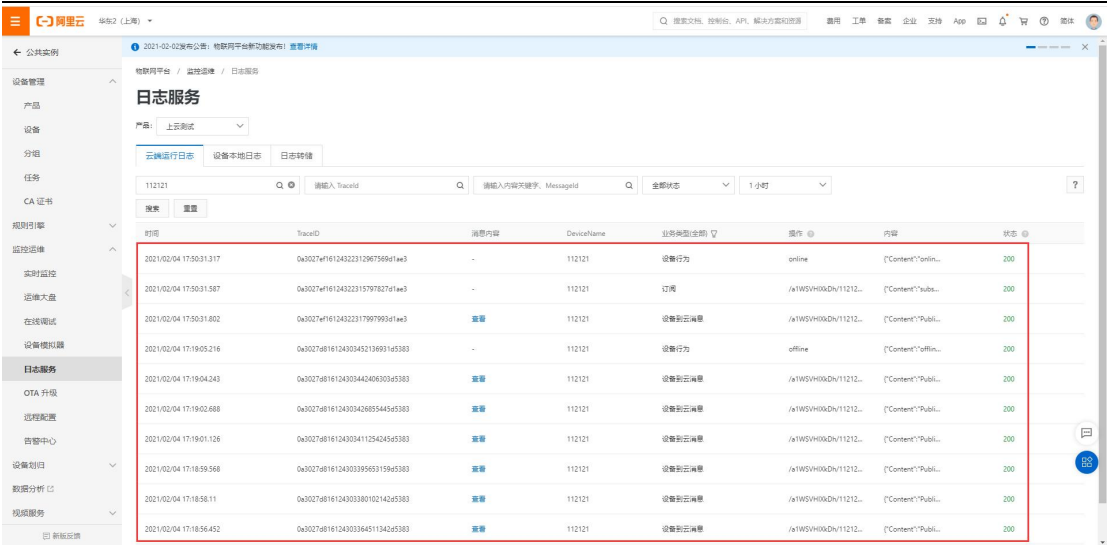 阿里云 华东2（上海） 搜索文档、控制台、API、解决方案和资源 费用 工单 备案 企业 支持 App 简体
公共实例
2021-02-02发布公告：物联网平台新功能发布！查看详情
物联网平台 / 监控运维 / 日志服务
日志服务
产品： 上云测试
云端运行日志 设备本地日志 日志转储
112121 请输入 TraceId 请输入内容关键字、MessageId 全部状态 1 小时 ?
搜索 重置
时间 TraceID 消息内容 DeviceName 业务类型(全部) 操作 内容 状态
2021/02/04 17:50:31.317 0a3027ef16124322312967569d1ae3 - 112121 设备行为 online {"Content":"onlin... 200
2021/02/04 17:50:31.587 0a3027ef16124322315797827d1ae3 - 112121 订阅 /a1WSVHIXkDh/11212... {"Content":"subs... 200
2021/02/04 17:50:31.802 0a3027ef16124322317997993d1ae3 查看 112121 设备到云消息 /a1WSVHIXkDh/11212... {"Content":"Publi... 200
2021/02/04 17:19:05.216 0a3027d816124303452136931d5383 - 112121 设备行为 offline {"Content":"offlin... 200
2021/02/04 17:19:04.243 0a3027d816124303442406303d5383 查看 112121 设备到云消息 /a1WSVHIXkDh/11212... {"Content":"Publi... 200
2021/02/04 17:19:02.688 0a3027d816124303426855445d5383 查看 112121 设备到云消息 /a1WSVHIXkDh/11212... {"Content":"Publi... 200
2021/02/04 17:19:01.126 0a3027d816124303411254245d5383 查看 112121 设备到云消息 /a1WSVHIXkDh/11212... {"Content":"Publi... 200
2021/02/04 17:18:59.568 0a3027d816124303395653159d5383 查看 112121 设备到云消息 /a1WSVHIXkDh/11212... {"Content":"Publi... 200
2021/02/04 17:18:58.11 0a3027d816124303380102142d5383 查看 112121 设备到云消息 /a1WSVHIXkDh/11212... {"Content":"Publi... 200
2021/02/04 17:18:56.452 0a3027d816124303364511342d5383 查看 112121 设备到云消息 /a1WSVHIXkDh/11212... {"Content":"Publi... 200
设备管理
产品
设备
分组
任务
CA 证书
规则引擎
监控运维
实时监控
运维大盘
在线调试
设备模拟器
日志服务
OTA 升级
远程配置
告警中心
设备划归
数据分析
视频服务
新版反馈